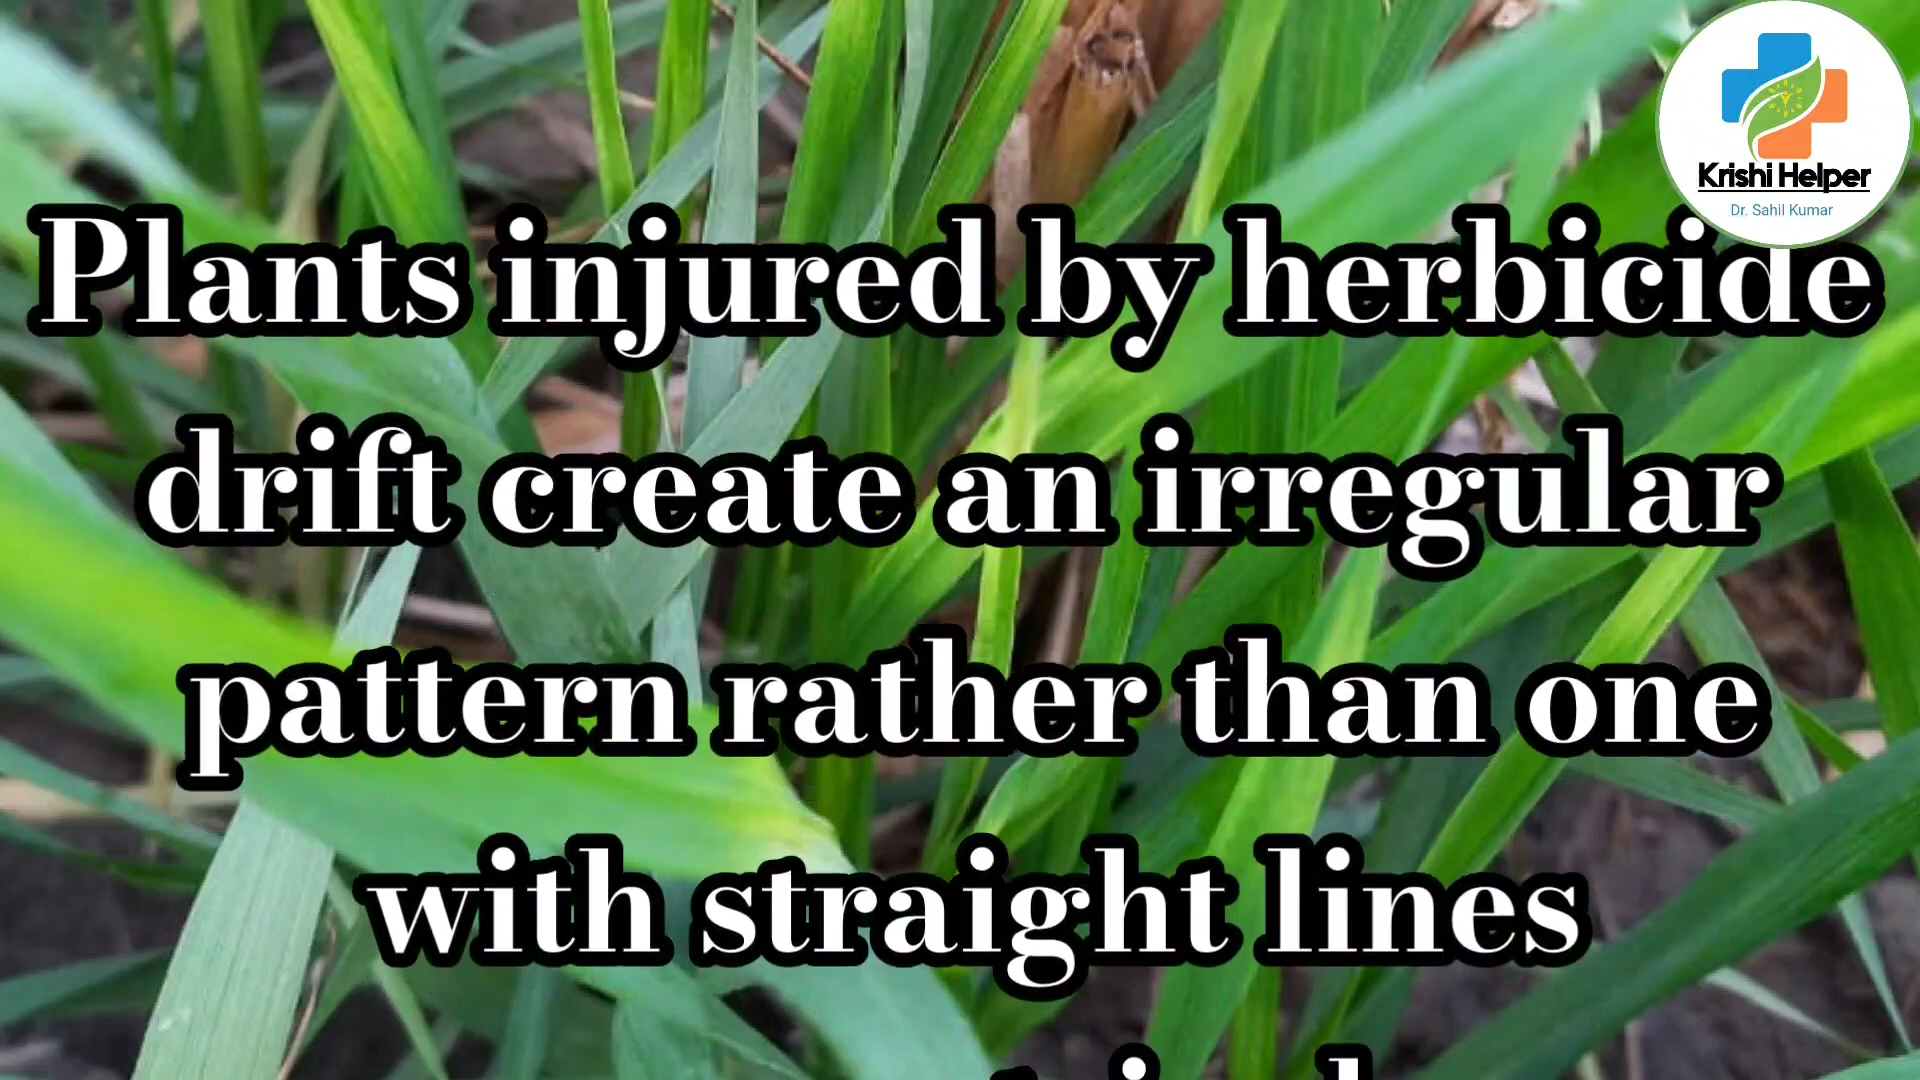 Krishi Helper
Dr. Sahil Kumar
Plants injured by herbicide
drift create an irregular
pattern rather than one
with straight lines